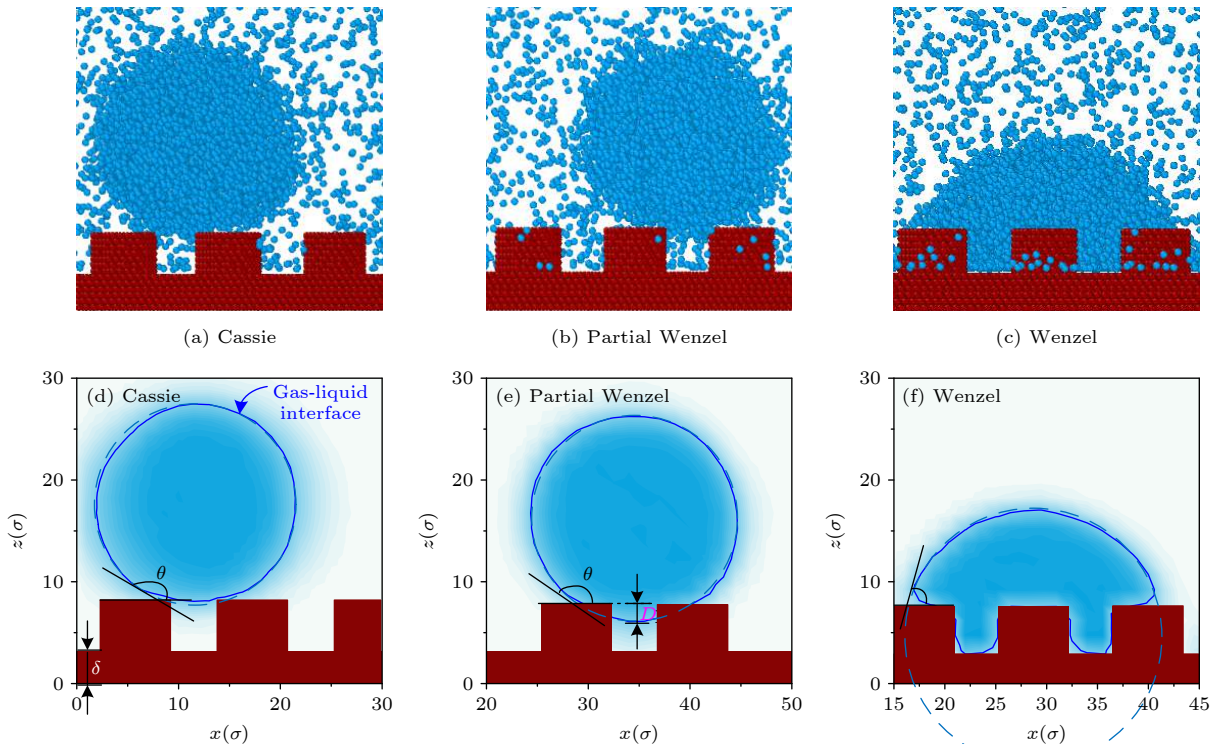 (a) Cassie
(b) Partial Wenzel
(c) Wenzel
30
20
10
0
z(σ)
(d) Cassie
Gas-liquid
interface
θ
δ
0
10
20
30
x(σ)
30
20
10
0
z(σ)
(e) Partial Wenzel
θ
D
20
30
40
50
x(σ)
30
20
10
0
z(σ)
(f) Wenzel
15
20
25
30
35
40
45
x(σ)